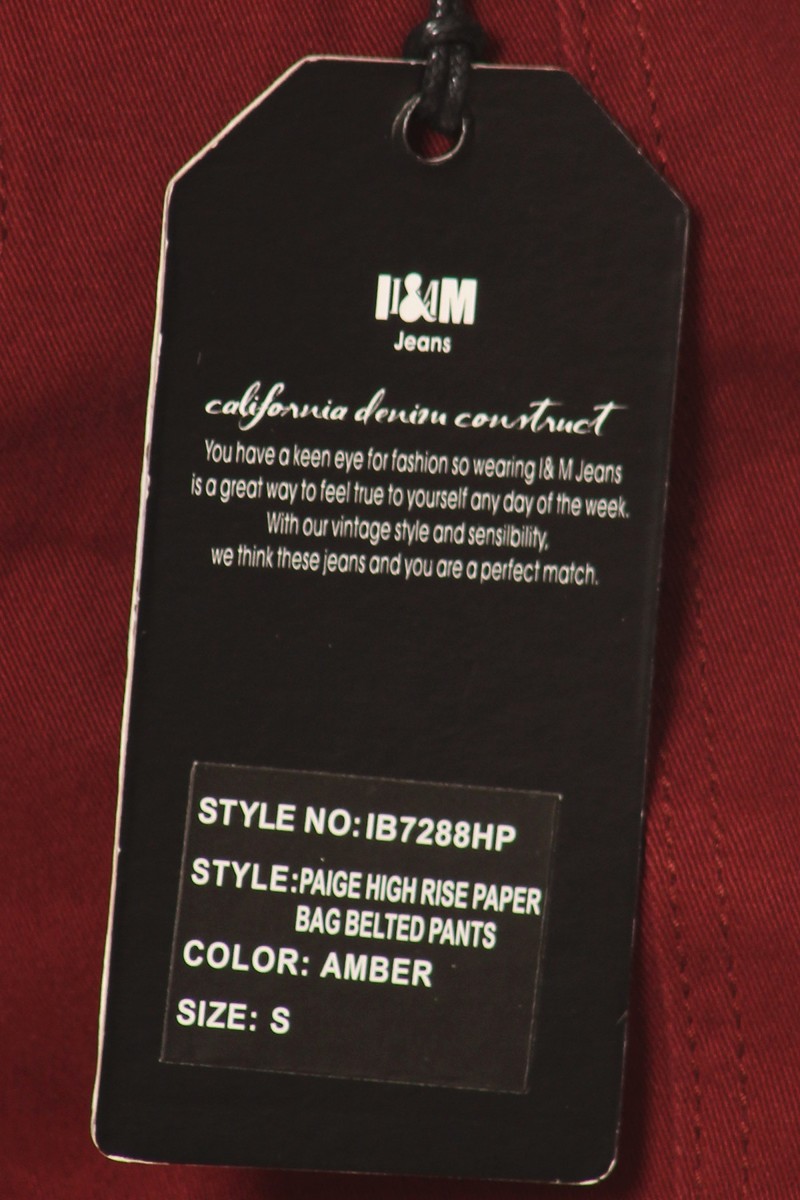 I&M
Jeans
california denim construct
You have a keen eye for fashion so wearing I& M Jeans
is a great way to feel true to yourself any day of the week.
With our vintage style and sensilbility,
we think these jeans and you are a perfect match.
STYLE NO: IB7288HP
STYLE: PAIGE HIGH RISE PAPER
BAG BELTED PANTS
COLOR: AMBER
SIZE: S